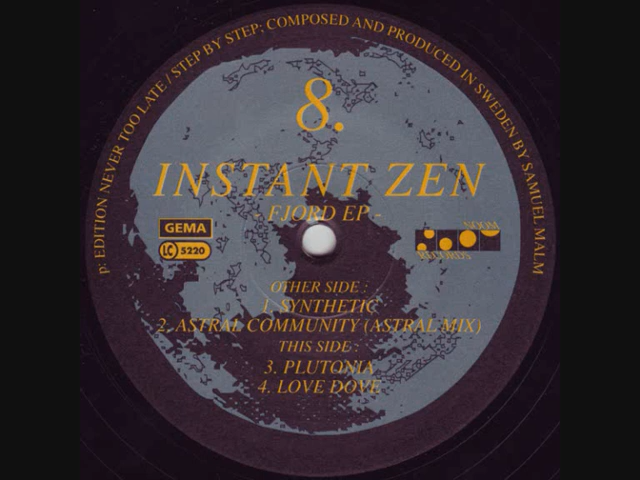 p: EDITION NEVER TOO LATE / STEP BY STEP; COMPOSED AND PRODUCED IN SWEDEN BY SAMUEL MALM
8.
INSTANT ZEN
- FJORD EP -
GEMA
LC 5220
NOOM
RECORDS
OTHER SIDE :
1. SYNTHETIC
2. ASTRAL COMMUNITY (ASTRAL MIX)
THIS SIDE :
3. PLUTONIA
4. LOVE DOVE